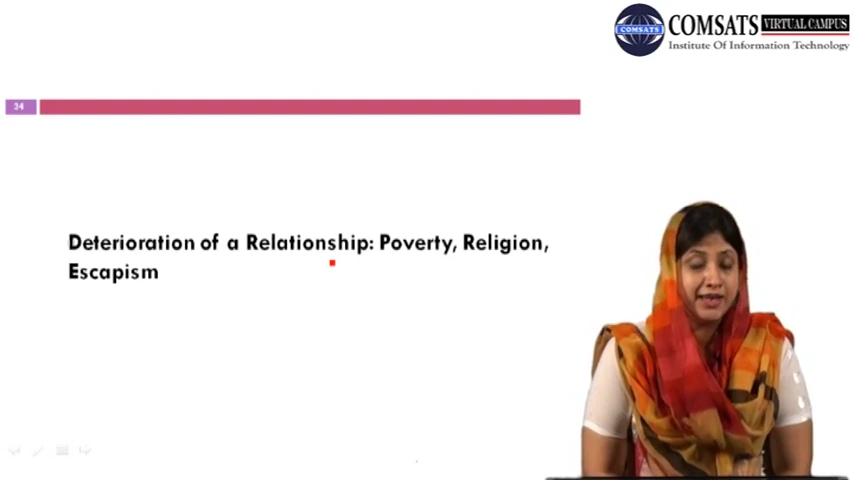 COMSATS VIRTUAL CAMPUS
COMSATS
Institute Of Information Technology
34
Deterioration of a Relationship: Poverty, Religion,
Escapism